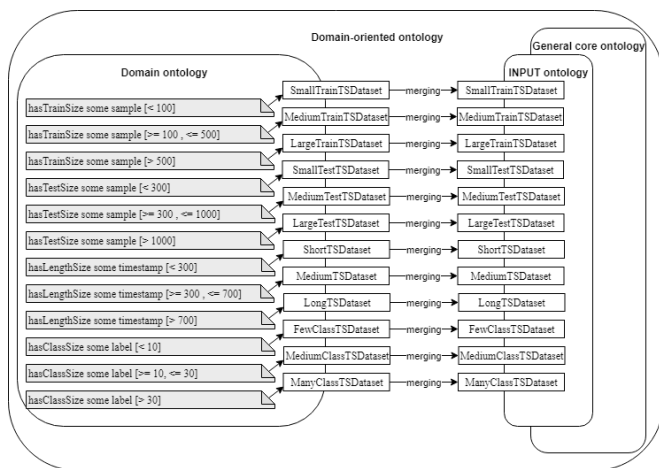 Domain-oriented ontology
General core ontology
Domain ontology
INPUT ontology
SmallTrainTSDataset
merging
SmallTrainTSDataset
hasTrainSize some sample [< 100]
MediumTrainTSDataset
merging
MediumTrainTSDataset
hasTrainSize some sample [>= 100 , <= 500]
LargeTrainTSDataset
merging
LargeTrainTSDataset
hasTrainSize some sample [> 500]
SmallTestTSDataset
merging
SmallTestTSDataset
hasTestSize some sample [< 300]
MediumTestTSDataset
merging
MediumTestTSDataset
hasTestSize some sample [>= 300 , <= 1000]
LargeTestTSDataset
merging
LargeTestTSDataset
hasTestSize some sample [> 1000]
ShortTSDataset
merging
ShortTSDataset
hasLengthSize some timestamp [< 300]
MediumTSDataset
merging
MediumTSDataset
hasLengthSize some timestamp [>= 300 , <= 700]
LongTSDataset
merging
LongTSDataset
hasLengthSize some timestamp [> 700]
FewClassTSDataset
merging
FewClassTSDataset
hasClassSize some label [< 10]
MediumClassTSDataset
merging
MediumClassTSDataset
hasClassSize some label [>= 10, <= 30]
ManyClassTSDataset
merging
ManyClassTSDataset
hasClassSize some label [> 30]